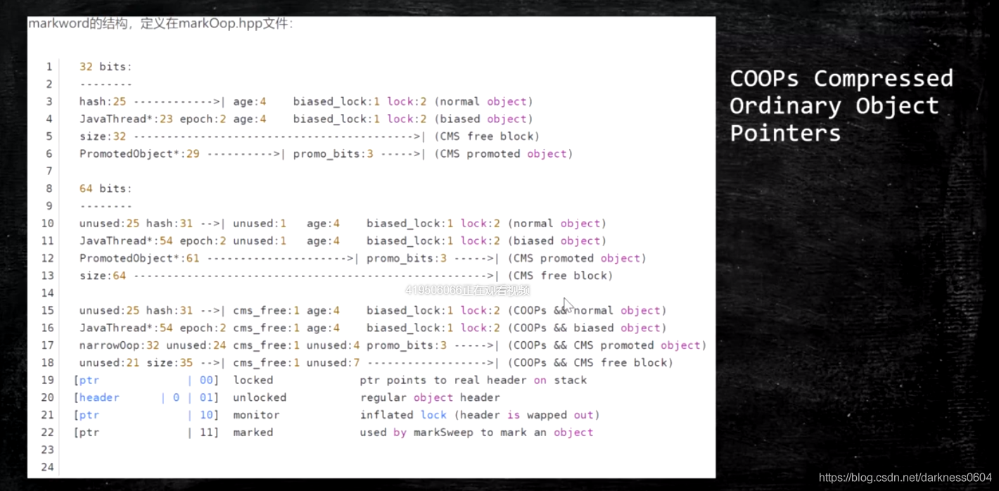 markword的结构，定义在markOop.hpp文件：
1 32 bits:
2 --------
3 hash:25 ------------>| age:4 biased_lock:1 lock:2 (normal object)
4 JavaThread*:23 epoch:2 age:4 biased_lock:1 lock:2 (biased object)
5 size:32 ------------------------------------------>| (CMS free block)
6 PromotedObject*:29 ---------->| promo_bits:3 ----->| (CMS promoted object)
7
8 64 bits:
9 --------
10 unused:25 hash:31 -->| unused:1 age:4 biased_lock:1 lock:2 (normal object)
11 JavaThread*:54 epoch:2 unused:1 age:4 biased_lock:1 lock:2 (biased object)
12 PromotedObject*:61 --------------------->| promo_bits:3 ----->| (CMS promoted object)
13 size:64 ----------------------------------------------------->| (CMS free block)
419506066正在观看视频
14
15 unused:25 hash:31 -->| cms_free:1 age:4 biased_lock:1 lock:2 (COOPs && normal object)
16 JavaThread*:54 epoch:2 cms_free:1 age:4 biased_lock:1 lock:2 (COOPs && biased object)
17 narrowOop:32 unused:24 cms_free:1 unused:4 promo_bits:3 ----->| (COOPs && CMS promoted object)
18 unused:21 size:35 -->| cms_free:1 unused:7 ------------------>| (COOPs && CMS free block)
19 [ptr | 00] locked ptr points to real header on stack
20 [header | 0 | 01] unlocked regular object header
21 [ptr | 10] monitor inflated lock (header is wapped out)
22 [ptr | 11] marked used by markSweep to mark an object
23
24
COOPs Compressed
Ordinary Object
Pointers
https://blog.csdn.net/darkness0604